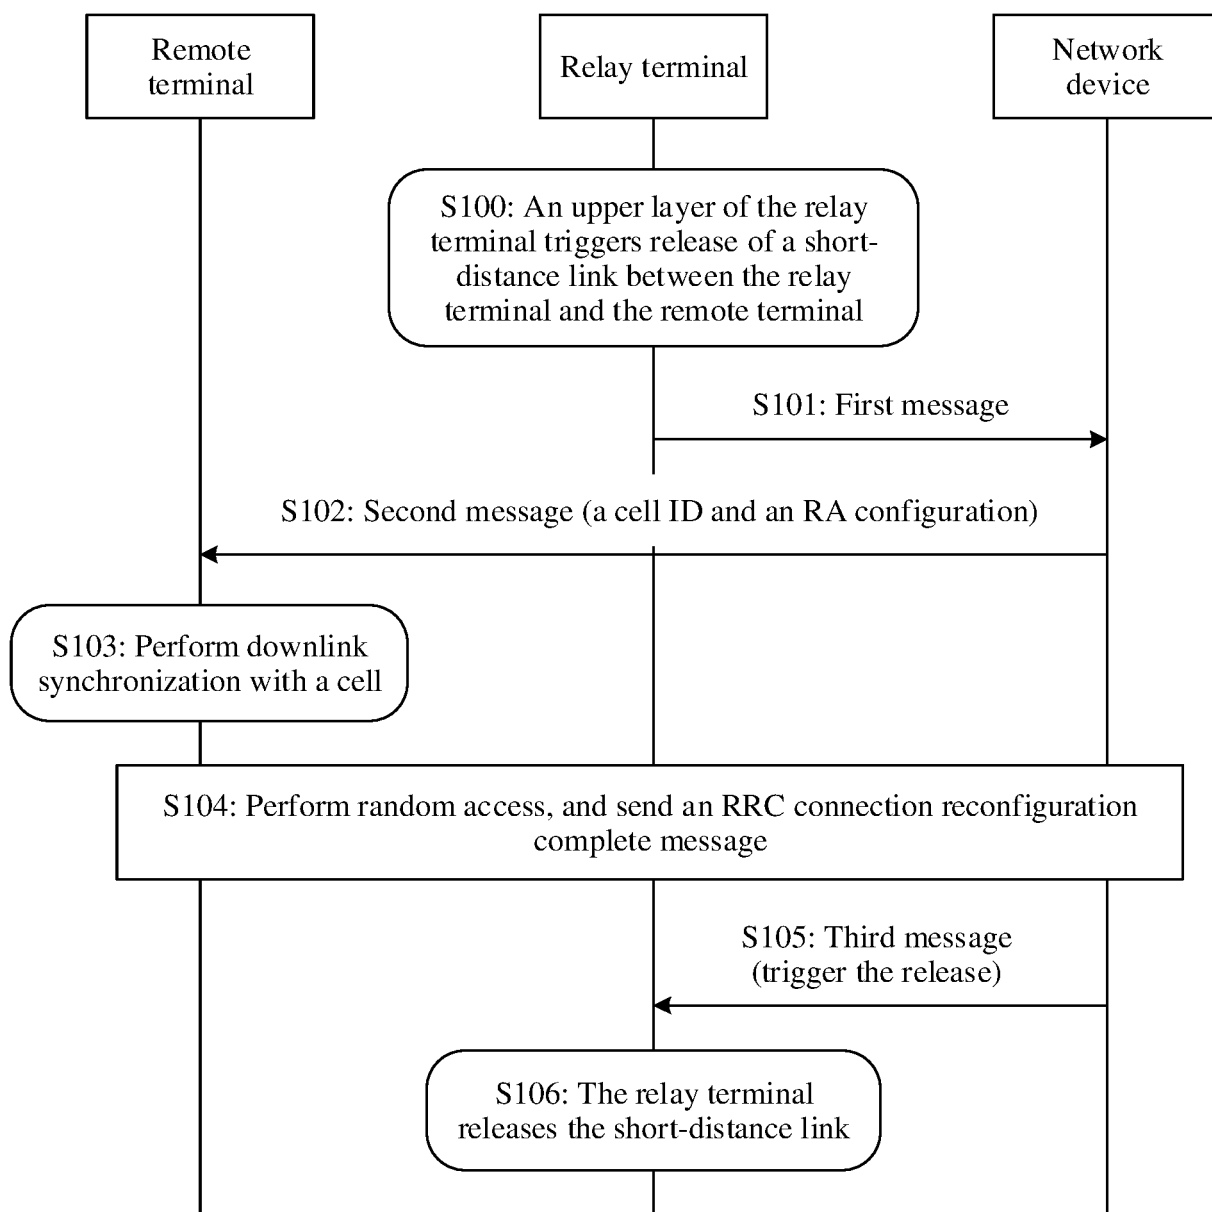 Remote
terminal
Relay terminal
Network
device
S100: An upper layer of the relay
terminal triggers release of a short-
distance link between the relay
terminal and the remote terminal
S101: First message
S102: Second message (a cell ID and an RA configuration)
S103: Perform downlink
synchronization with a cell
S104: Perform random access, and send an RRC connection reconfiguration
complete message
S105: Third message
(trigger the release)
S106: The relay terminal
releases the short-distance link